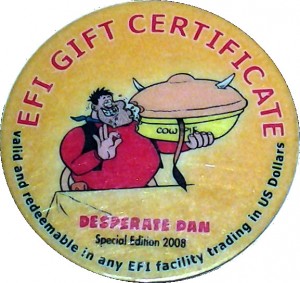 EFI GIFT CERTIFICATE
COW PIE
DESPERATE DAN
Special Edition 2008
valid and redeemable in any EFI facility trading in US Dollars